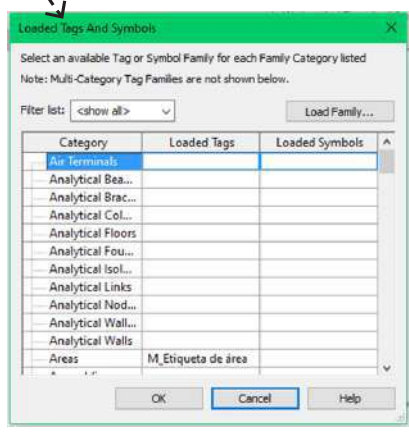 Loaded Tags And Symbols
Select an available Tag or Symbol Family for each Family Category listed
Note: Multi-Category Tag Families are not shown below.
Filter list: <show all> Load Family...
Category Loaded Tags Loaded Symbols
Air Terminals
Analytical Bea...
Analytical Brac...
Analytical Col...
Analytical Floors
Analytical Fou...
Analytical Isol...
Analytical Links
Analytical Nod...
Analytical Wall...
Analytical Walls
Areas M_Etiqueta de área
OK Cancel Help